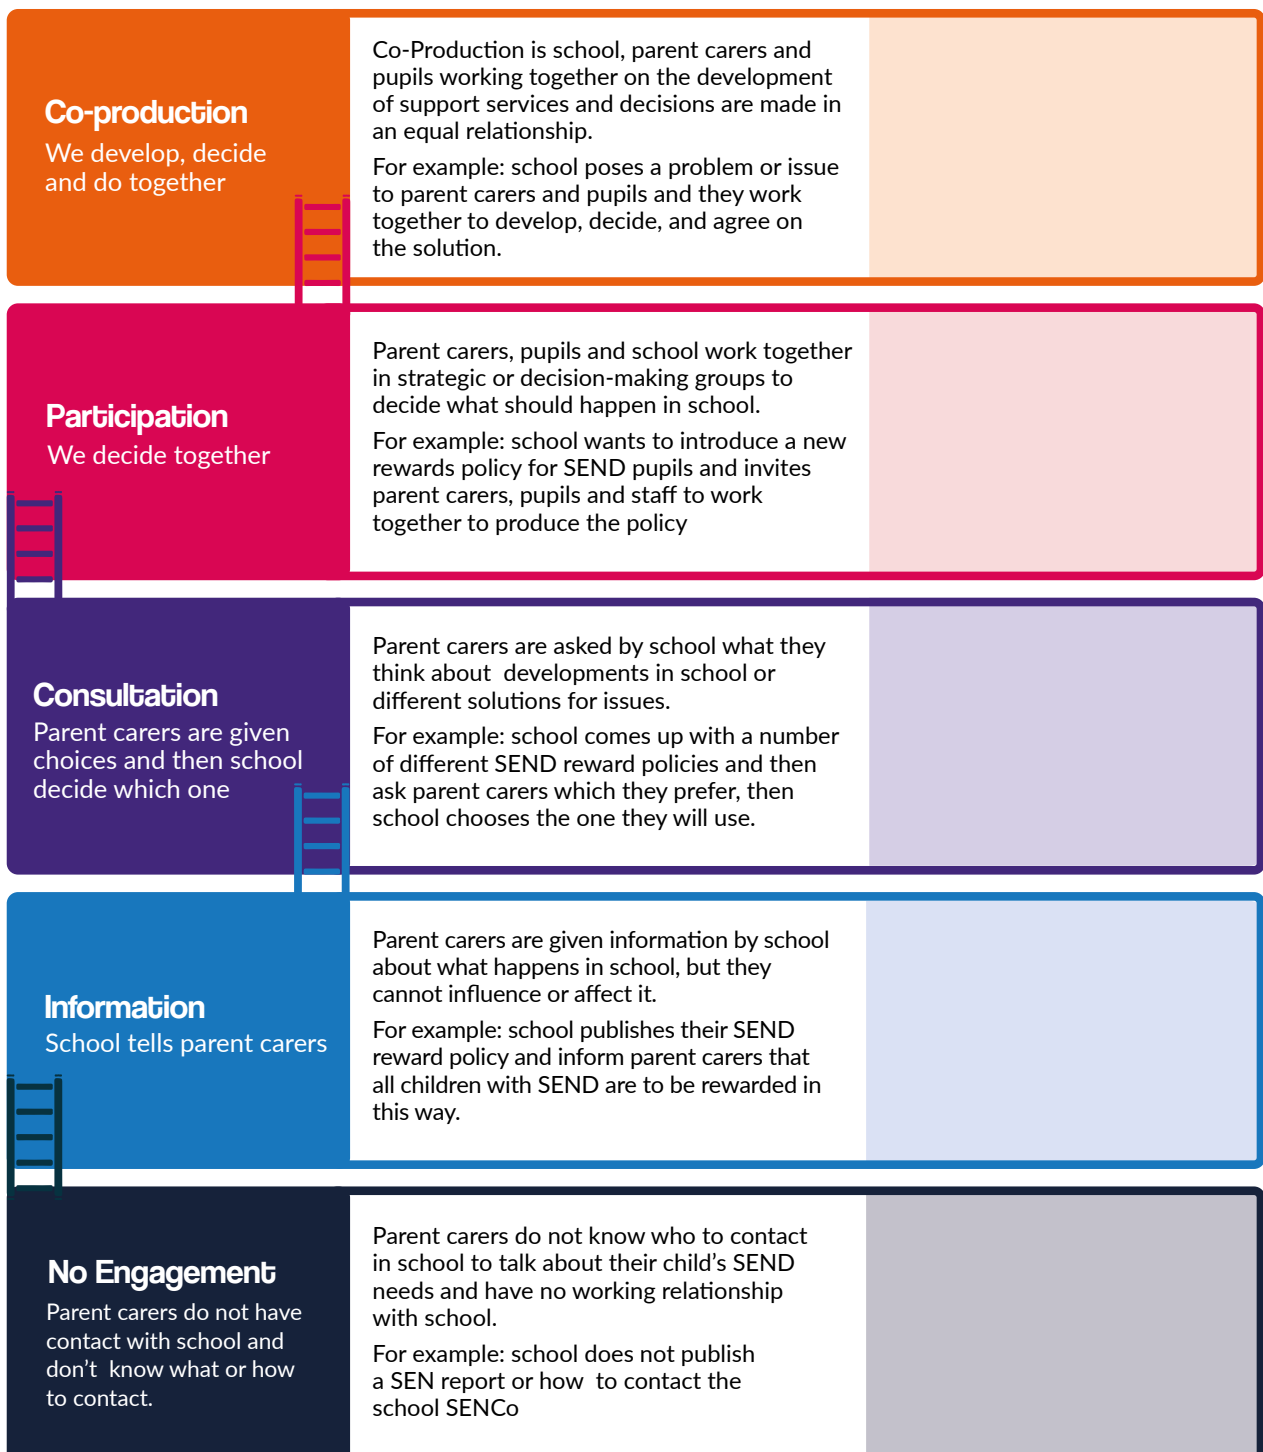 Co-production
We develop, decide
and do together
Co-Production is school, parent carers and
pupils working together on the development
of support services and decisions are made in
an equal relationship.
For example: school poses a problem or issue
to parent carers and pupils and they work
together to develop, decide, and agree on
the solution.
Participation
We decide together
Parent carers, pupils and school work together
in strategic or decision-making groups to
decide what should happen in school.
For example: school wants to introduce a new
rewards policy for SEND pupils and invites
parent carers, pupils and staff to work
together to produce the policy
Consultation
Parent carers are given
choices and then school
decide which one
Parent carers are asked by school what they
think about  developments in school or
different solutions for issues.
For example: school comes up with a number
of different SEND reward policies and then
ask parent carers which they prefer, then
school chooses the one they will use.
Information
School tells parent carers
Parent carers are given information by school
about what happens in school, but they
cannot influence or affect it.
For example: school publishes their SEND
reward policy and inform parent carers that
all children with SEND are to be rewarded in
this way.
No Engagement
Parent carers do not have
contact with school and
don’t  know what or how
to contact.
Parent carers do not know who to contact
in school to talk about their child’s SEND
needs and have no working relationship
with school.
For example: school does not publish
a SEN report or how  to contact the
school SENCo